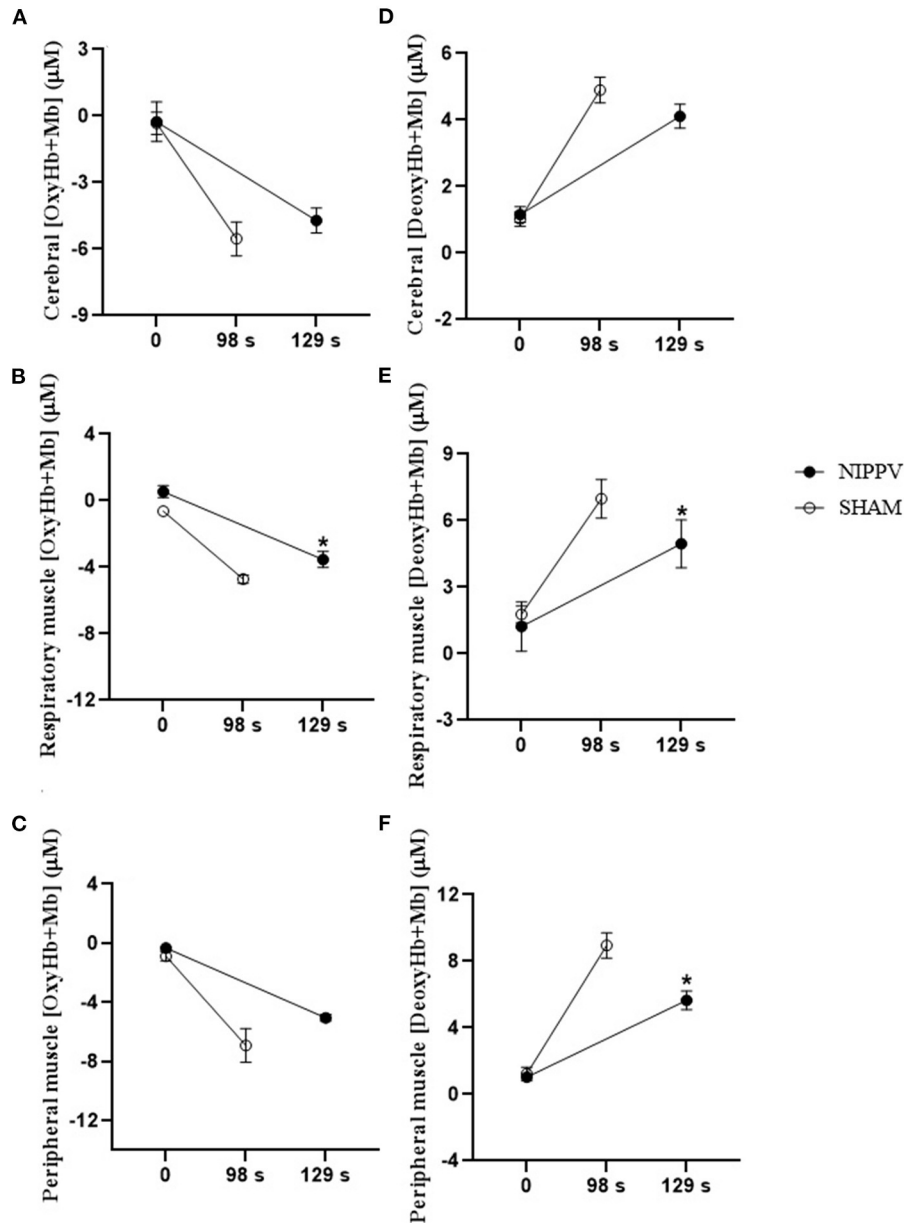 A
Cerebral [OxyHb+Mb] (µM)
3
0
-3
-6
-9
0 98 s 129 s
D
Cerebral [DeoxyHb+Mb] (µM)
6
4
2
0
-2
0 98 s 129 s
B
Respiratory muscle [OxyHb+Mb] (µM)
4
0
-4
-8
-12
*
0 98 s 129 s
E
Respiratory muscle [DeoxyHb+Mb] (µM)
9
6
3
0
-3
*
0 98 s 129 s
NIPPV
SHAM
C
Peripheral muscle [OxyHb+Mb] (µM)
4
0
-4
-8
-12
0 98 s 129 s
F
Peripheral muscle [DeoxyHb+Mb] (µM)
12
8
4
0
-4
*
0 98 s 129 s